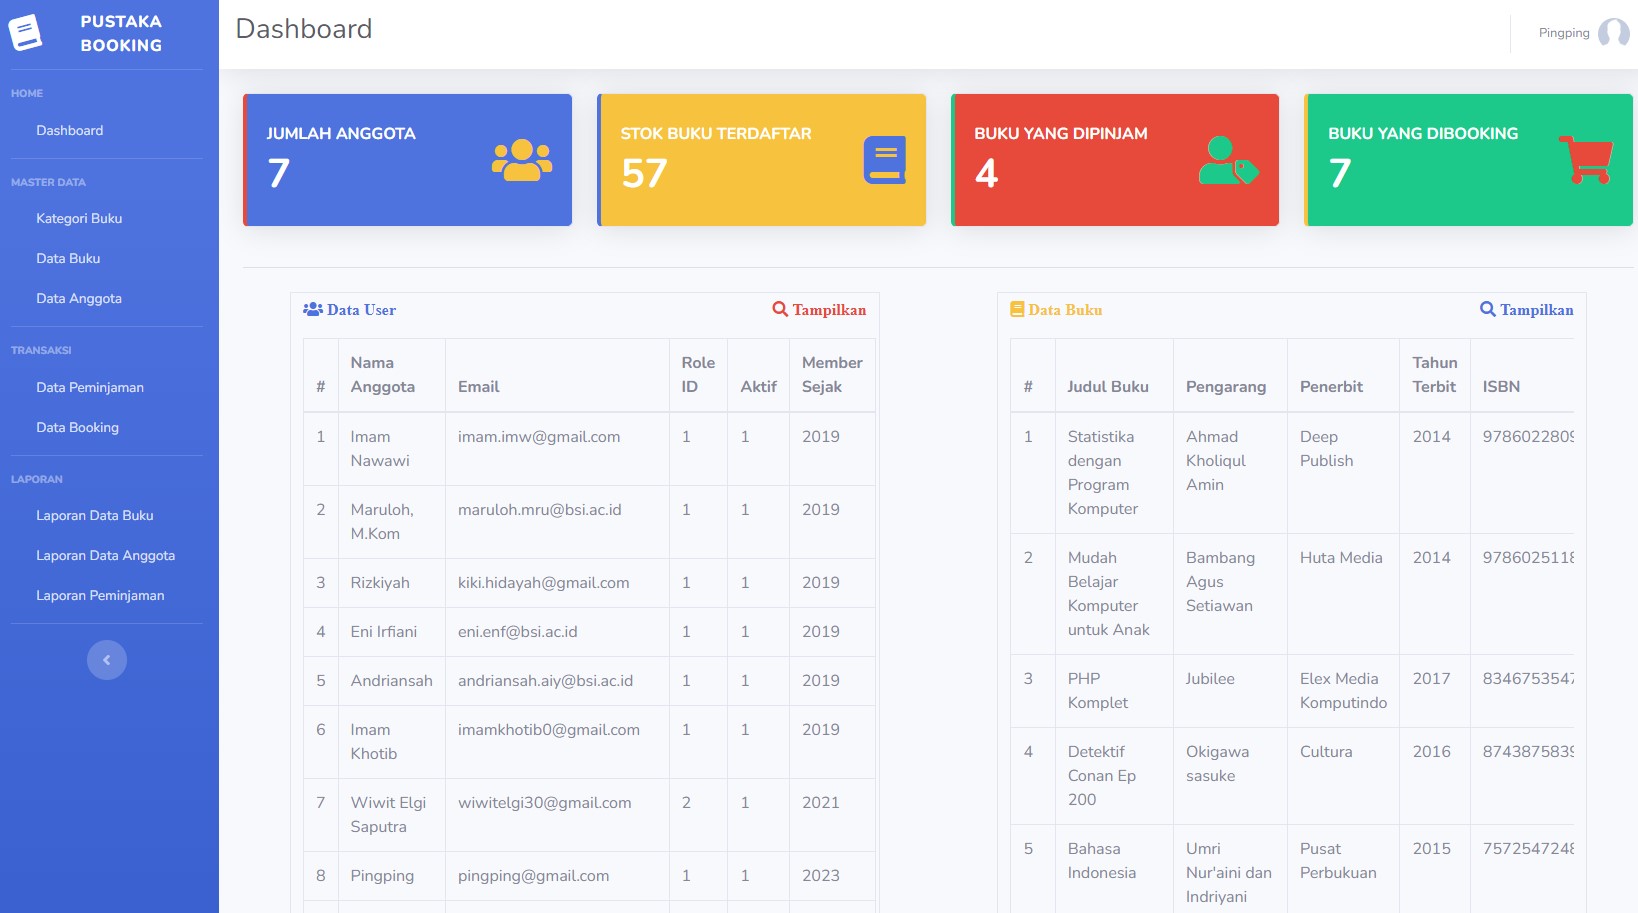 PUSTAKA
BOOKING
HOME
Dashboard
MASTER DATA
Kategori Buku
Data Buku
Data Anggota
TRANSAKSI
Data Peminjaman
Data Booking
LAPORAN
Laporan Data Buku
Laporan Data Anggota
Laporan Peminjaman
Dashboard
Pingping
JUMLAH ANGGOTA
7
STOK BUKU TERDAFTAR
57
BUKU YANG DIPINJAM
4
BUKU YANG DIBOOKING
7
Data User Tampilkan
# Nama Anggota Email Role ID Aktif Member Sejak
1 Imam Nawawi imam.imw@gmail.com 1 1 2019
2 Maruloh, M.Kom maruloh.mru@bsi.ac.id 1 1 2019
3 Rizkiyah kiki.hidayah@gmail.com 1 1 2019
4 Eni Irfiani eni.enf@bsi.ac.id 1 1 2019
5 Andriansah andriansah.aiy@bsi.ac.id 1 1 2019
6 Imam Khotib imamkhotib0@gmail.com 1 1 2019
7 Wiwit Elgi Saputra wiwitelgi30@gmail.com 2 1 2021
8 Pingping pingping@gmail.com 1 1 2023
Data Buku Tampilkan
# Judul Buku Pengarang Penerbit Tahun Terbit ISBN
1 Statistika dengan Program Komputer Ahmad Kholiqul Amin Deep Publish 2014 9786022809
2 Mudah Belajar Komputer untuk Anak Bambang Agus Setiawan Huta Media 2014 9786025118
3 PHP Komplet Jubilee Elex Media Komputindo 2017 8346753547
4 Detektif Conan Ep 200 Okigawa sasuke Cultura 2016 8743875839
5 Bahasa Indonesia Umri Nur'aini dan Indriyani Pusat Perbukuan 2015 7572547248